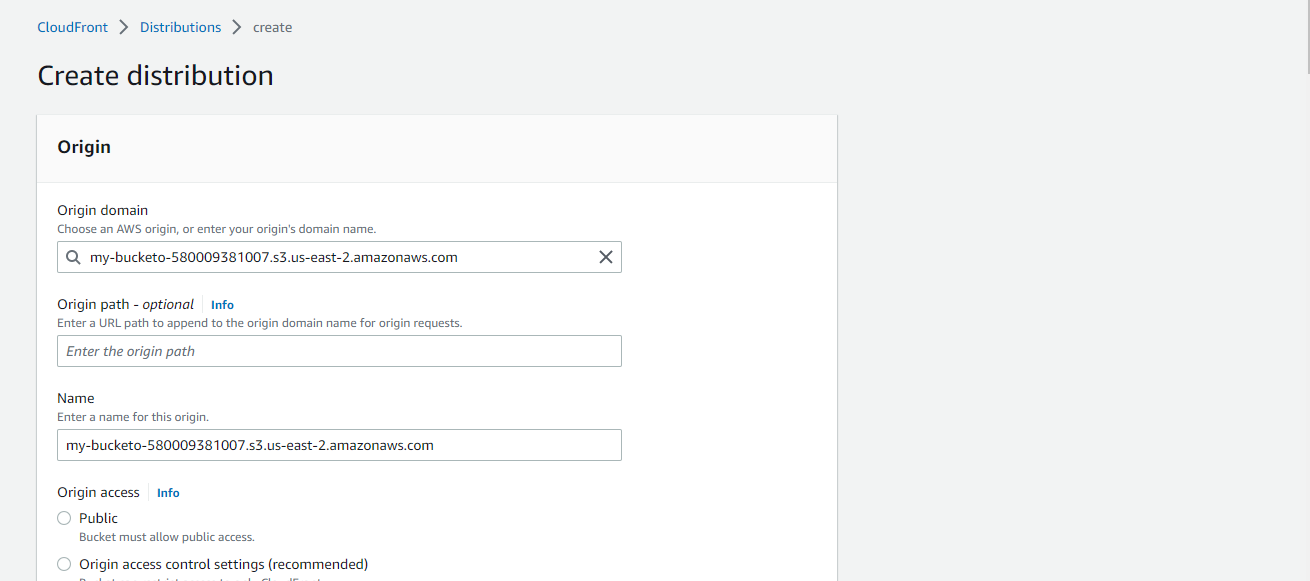 CloudFront > Distributions > create
Create distribution
Origin
Origin domain
Choose an AWS origin, or enter your origin's domain name.
my-bucketo-580009381007.s3.us-east-2.amazonaws.com
Origin path - optional Info
Enter a URL path to append to the origin domain name for origin requests.
Enter the origin path
Name
Enter a name for this origin.
my-bucketo-580009381007.s3.us-east-2.amazonaws.com
Origin access Info
Public
Bucket must allow public access.
Origin access control settings (recommended)